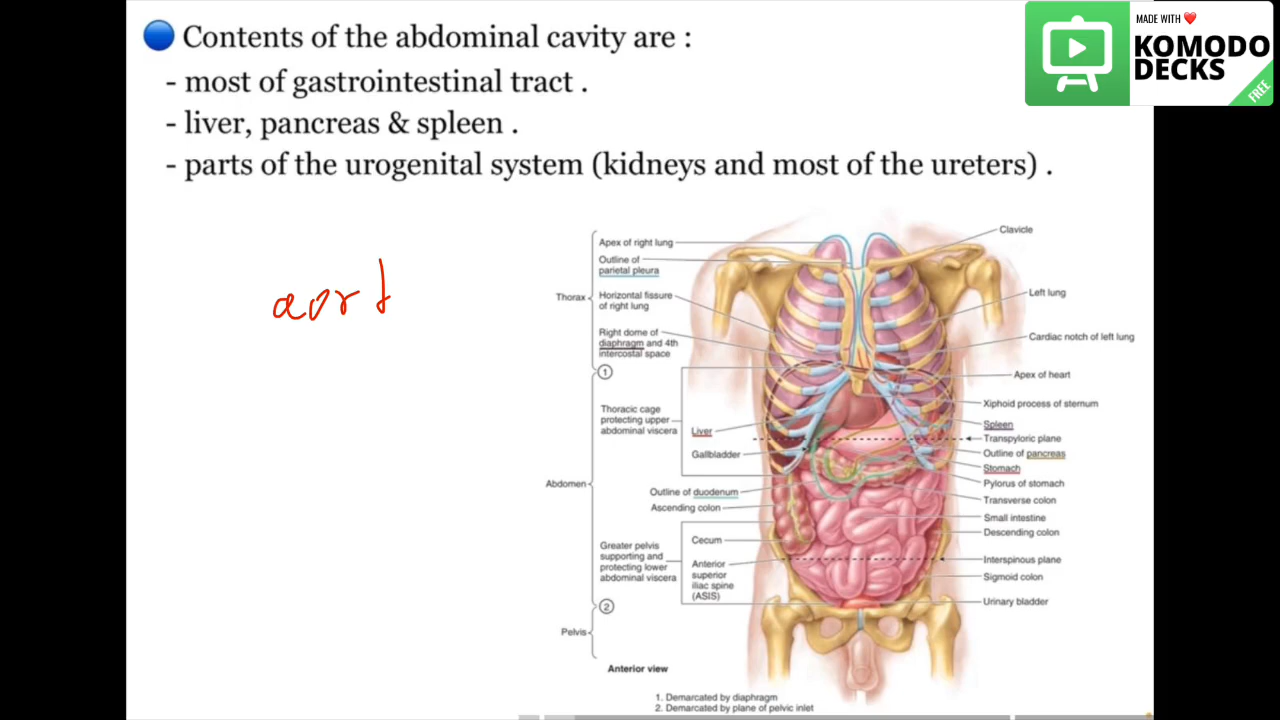 Contents of the abdominal cavity are :
- most of gastrointestinal tract .
- liver, pancreas & spleen .
- parts of the urogenital system (kidneys and most of the ureters) .
MADE WITH
KOMODO
DECKS
FREE
aort
Thorax
Apex of right lung
Outline of
parietal pleura
Horizontal fissure
of right lung
Right dome of
diaphragm and 4th
intercostal space
1
Abdomen
Thoracic cage
protecting upper
abdominal viscera
Liver
Gallbladder
Outline of duodenum
Ascending colon
Greater pelvis
supporting and
protecting lower
abdominal viscera
Cecum
Anterior
superior
iliac spine
(ASIS)
2
Pelvis
Clavicle
Left lung
Cardiac notch of left lung
Apex of heart
Xiphoid process of sternum
Spleen
Transpyloric plane
Outline of pancreas
Stomach
Pylorus of stomach
Transverse colon
Small intestine
Descending colon
Interspinous plane
Sigmoid colon
Urinary bladder
Anterior view
1. Demarcated by diaphragm
2. Demarcated by plane of pelvic inlet